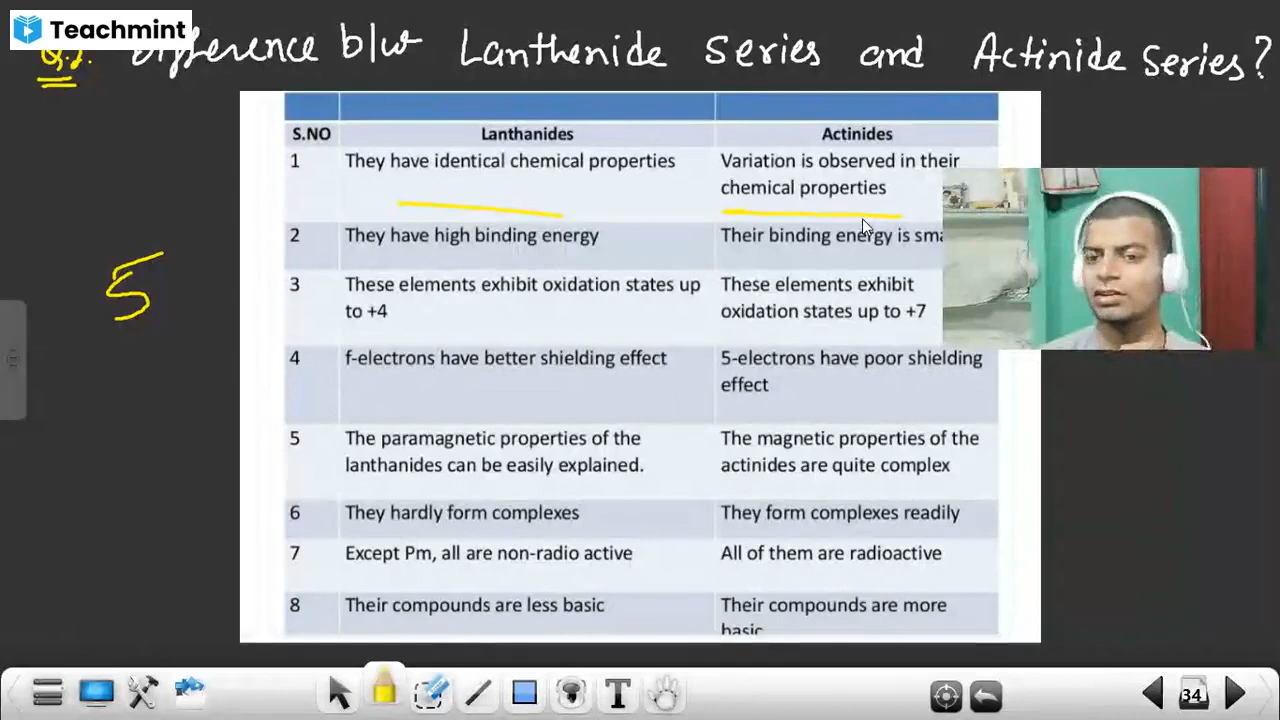 Teachmint
Q.1. Difference b/w Lanthenide Series and Actinide Series?
S.NO Lanthanides Actinides
1 They have identical chemical properties Variation is observed in their
chemical properties
2 They have high binding energy Their binding energy is sma
3 These elements exhibit oxidation states up These elements exhibit
to +4 oxidation states up to +7
4 f-electrons have better shielding effect 5-electrons have poor shielding
effect
5 The paramagnetic properties of the The magnetic properties of the
lanthanides can be easily explained. actinides are quite complex
6 They hardly form complexes They form complexes readily
7 Except Pm, all are non-radio active All of them are radioactive
8 Their compounds are less basic Their compounds are more
basic
5
T 34